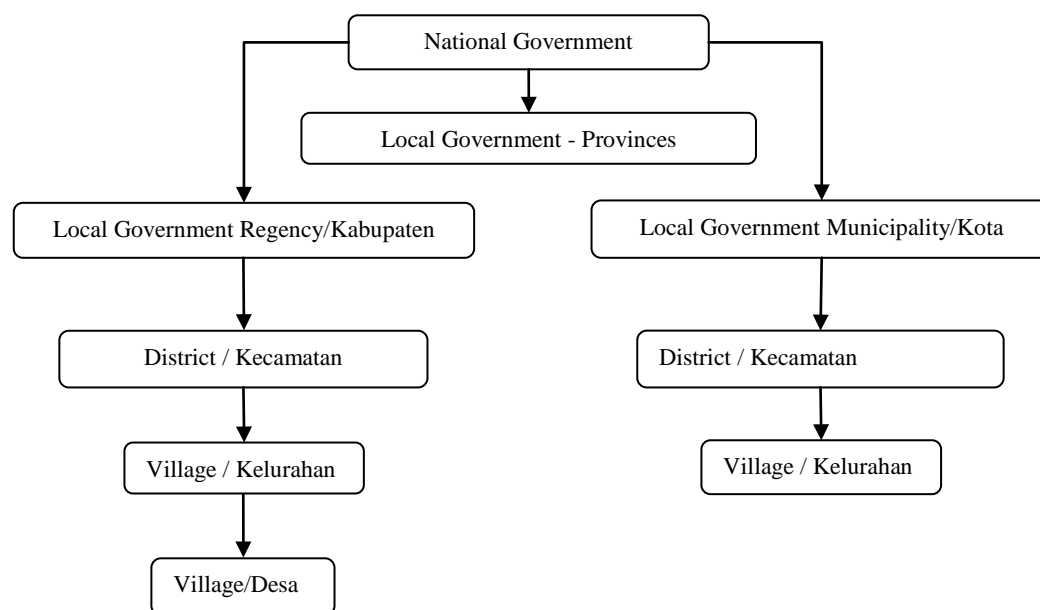 National Government
Local Government - Provinces
Local Government Regency/Kabupaten
Local Government Municipality/Kota
District / Kecamatan
District / Kecamatan
Village / Kelurahan
Village / Kelurahan
Village/Desa